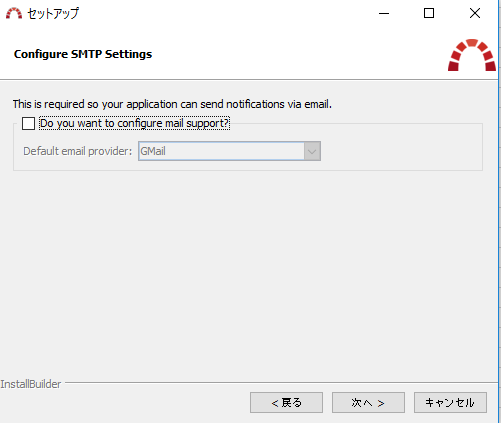 セットアップ
Configure SMTP Settings
This is required so your application can send notifications via email.
Do you want to configure mail support?
Default email provider: GMail
InstallBuilder
< 戻る 次へ > キャンセル